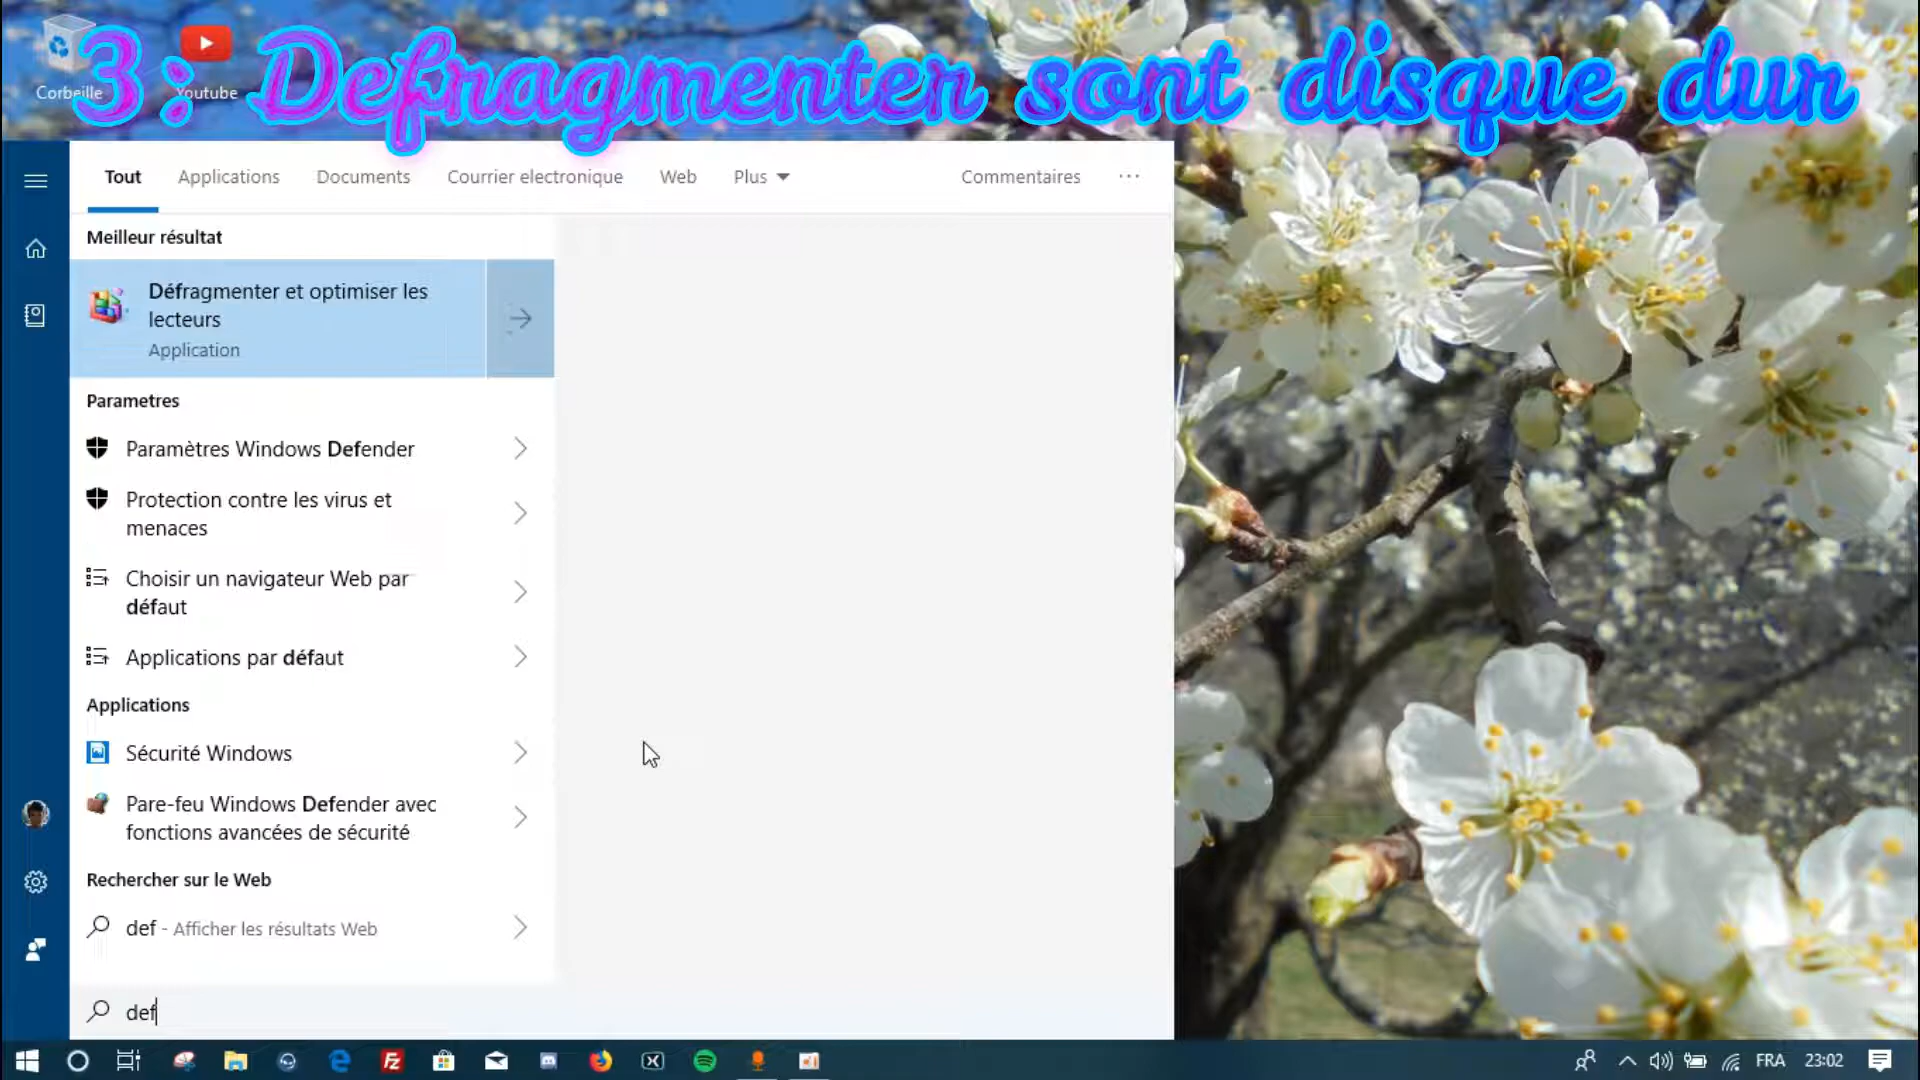 3: Defragmenter sont disque dur
Corbeille
Youtube
Tout Applications Documents Courrier electronique Web Plus Commentaires ...
Meilleur résultat
Défragmenter et optimiser les
lecteurs
Application
Parametres
Paramètres Windows Defender
Protection contre les virus et
menaces
Choisir un navigateur Web par
défaut
Applications par défaut
Applications
Sécurité Windows
Pare-feu Windows Defender avec
fonctions avancées de sécurité
Rechercher sur le Web
def - Afficher les résultats Web
def
FRA 23:02